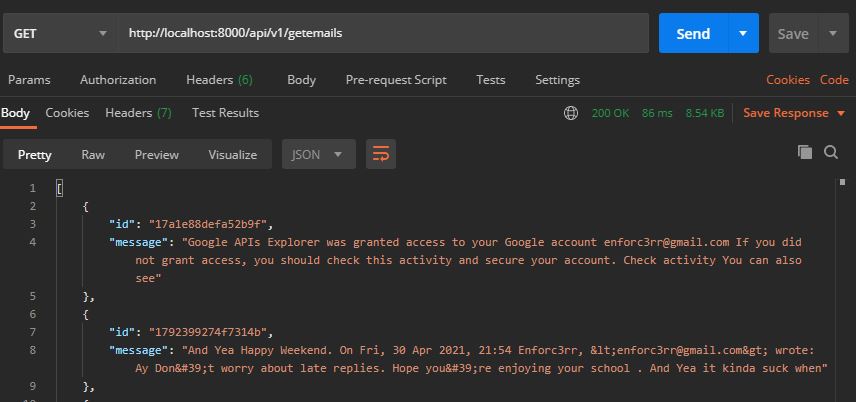 GET http://localhost:8000/api/v1/getemails Send Save
Params Authorization Headers (6) Body Pre-request Script Tests Settings Cookies Code
Body Cookies Headers (7) Test Results 200 OK 86 ms 8.54 KB Save Response
Pretty Raw Preview Visualize JSON
1 [
2 {
3 "id": "17a1e88defa52b9f",
4 "message": "Google APIs Explorer was granted access to your Google account enforc3rr@gmail.com If you did
not grant access, you should check this activity and secure your account. Check activity You can also
see"
5 },
6 {
7 "id": "1792399274f7314b",
8 "message": "And Yea Happy Weekend. On Fri, 30 Apr 2021, 21:54 Enforc3rr, &lt;enforc3rr@gmail.com&gt; wrote:
Ay Don&#39;t worry about late replies. Hope you&#39;re enjoying your school . And Yea it kinda suck when"
9 },